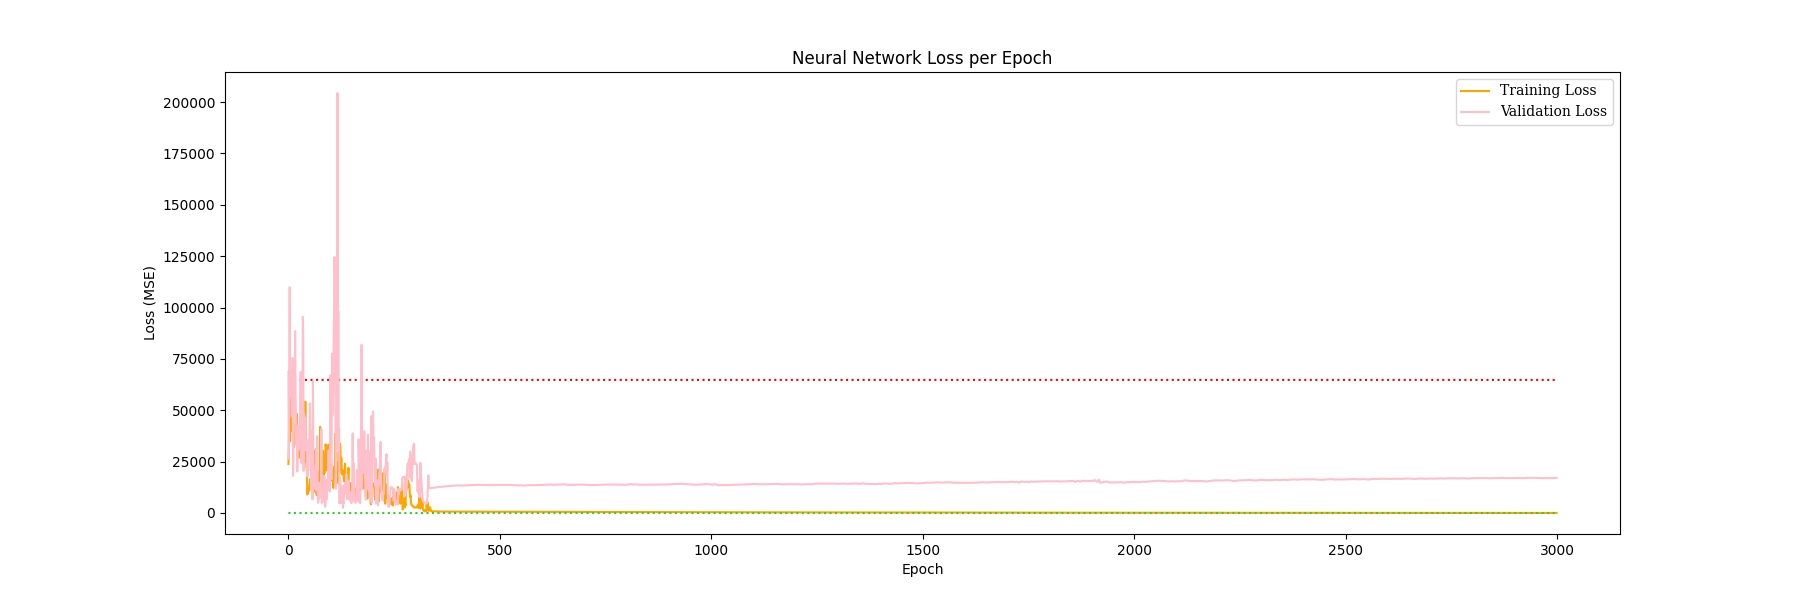 Neural Network Loss per Epoch
Training Loss
Validation Loss
200000
175000
150000
125000
100000
75000
50000
25000
0
Loss (MSE)
0 500 1000 1500 2000 2500 3000
Epoch